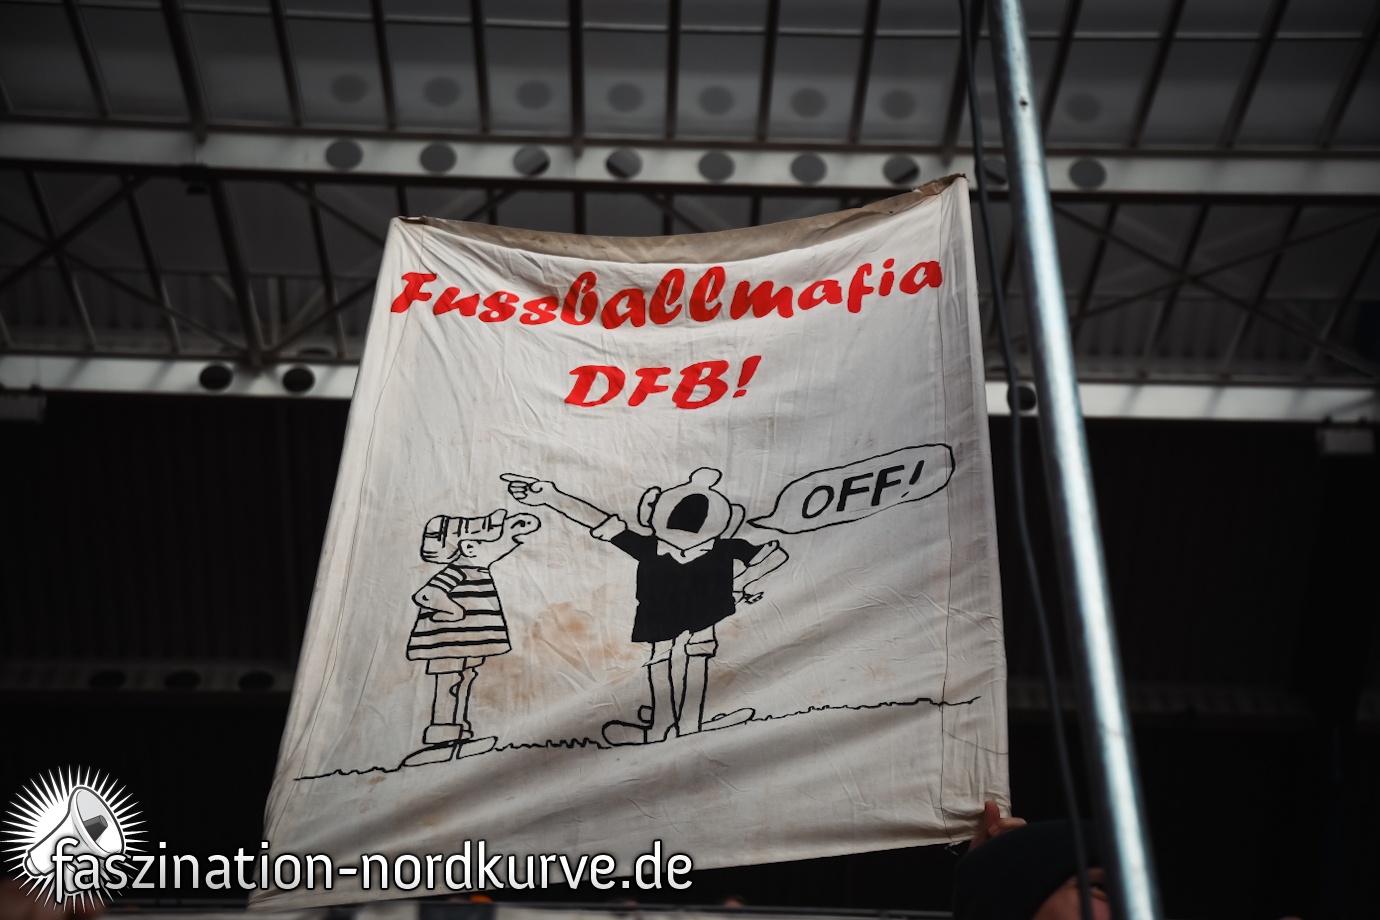 Fussballmafia
DFB!
OFF!
faszination-nordkurve.de